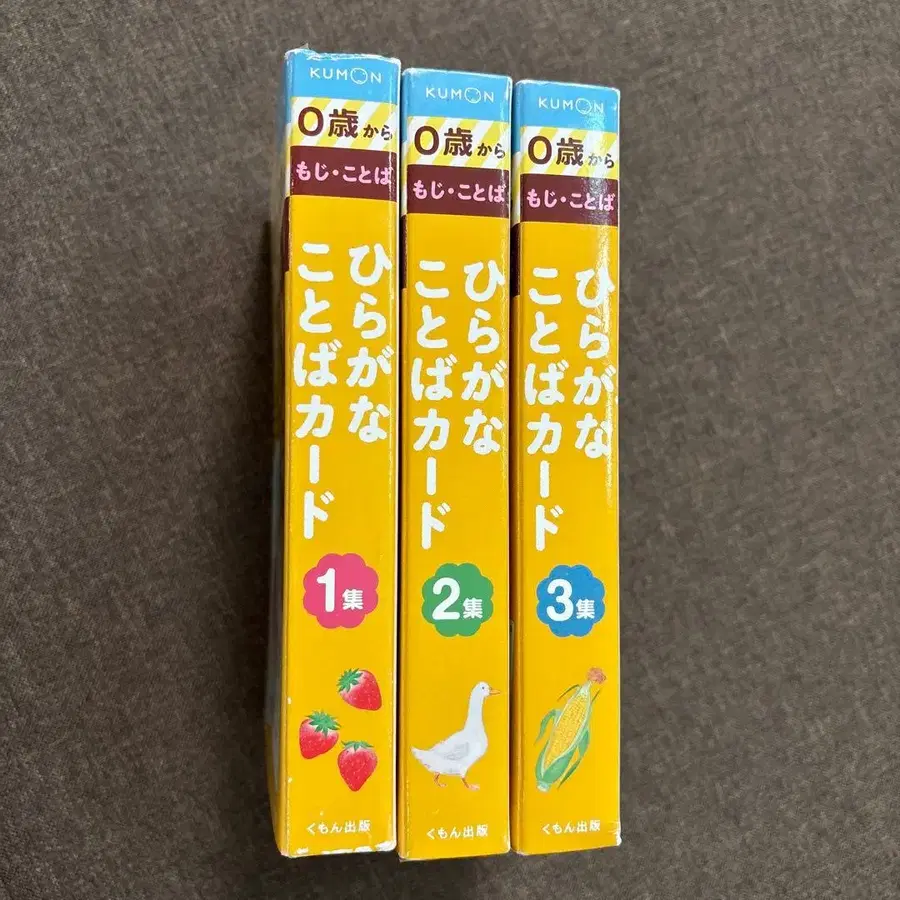 KUMON
0歳から
もじ・ことば
ひらがな
ことばカード
1集
くもん出版
KUMON
0歳から
もじ・ことば
ひらがな
ことばカード
2集
くもん出版
KUMON
0歳から
もじ・ことば
ひらがな
ことばカード
3集
くもん出版